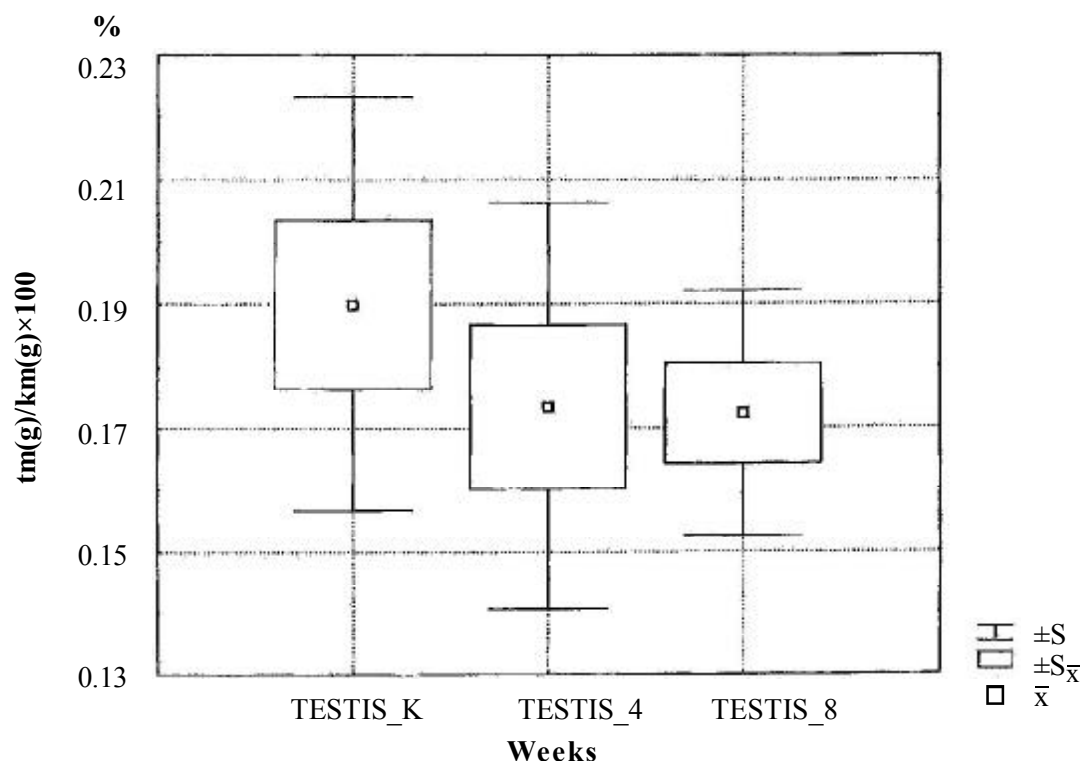 %
0.23
0.21
0.19
0.17
0.15
0.13
tm(g)/km(g)×100
TESTIS_K TESTIS_4 TESTIS_8
Weeks
±S
±Sx̅
x̅